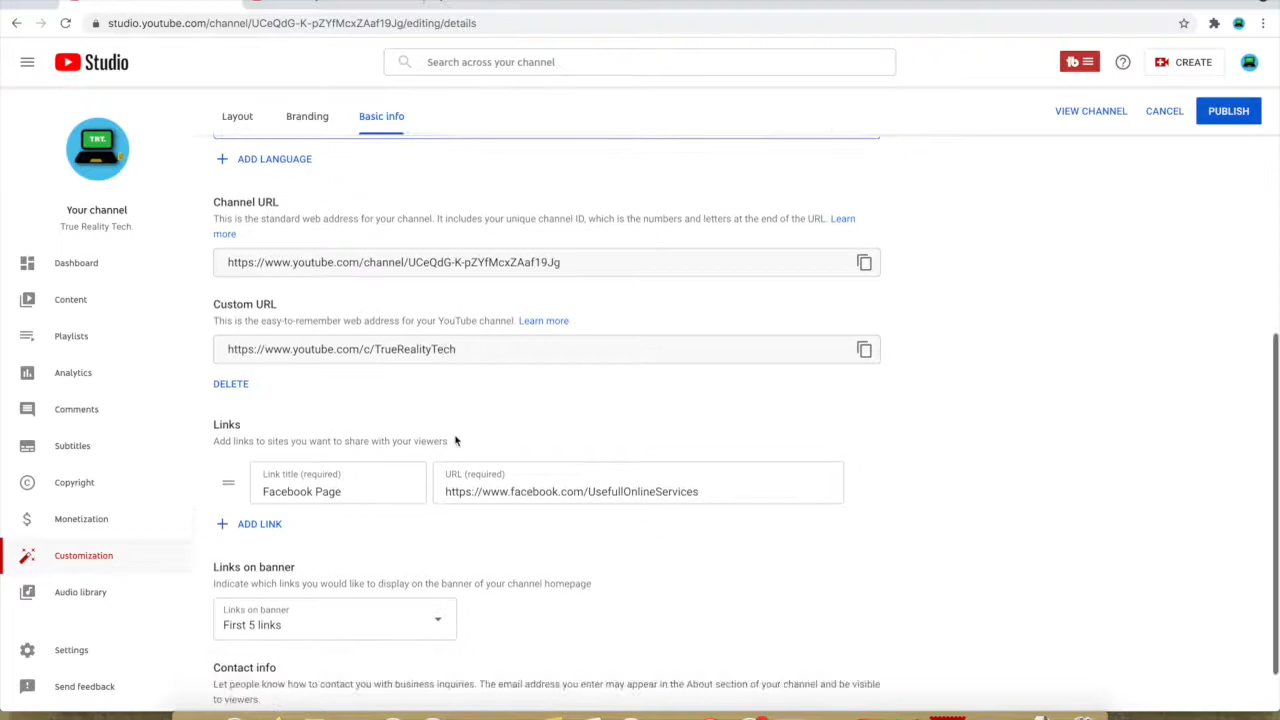 studio.youtube.com/channel/UCeQdG-K-pZYfMcxZAaf19Jg/editing/details
Studio
Search across your channel
tb
CREATE
Layout
Branding
Basic info
VIEW CHANNEL
CANCEL
PUBLISH
TRT.
Your channel
True Reality Tech.
Dashboard
Content
Playlists
Analytics
Comments
Subtitles
Copyright
Monetization
Customization
Audio library
Settings
Send feedback
ADD LANGUAGE
Channel URL
This is the standard web address for your channel. It includes your unique channel ID, which is the numbers and letters at the end of the URL. Learn
more
https://www.youtube.com/channel/UCeQdG-K-pZYfMcxZAaf19Jg
Custom URL
This is the easy-to-remember web address for your YouTube channel. Learn more
https://www.youtube.com/c/TrueRealityTech
DELETE
Links
Add links to sites you want to share with your viewers
Link title (required)
Facebook Page
URL (required)
https://www.facebook.com/UsefullOnlineServices
ADD LINK
Links on banner
Indicate which links you would like to display on the banner of your channel homepage
Links on banner
First 5 links
Contact info
Let people know how to contact you with business inquiries. The email address you enter may appear in the About section of your channel and be visible
to viewers.